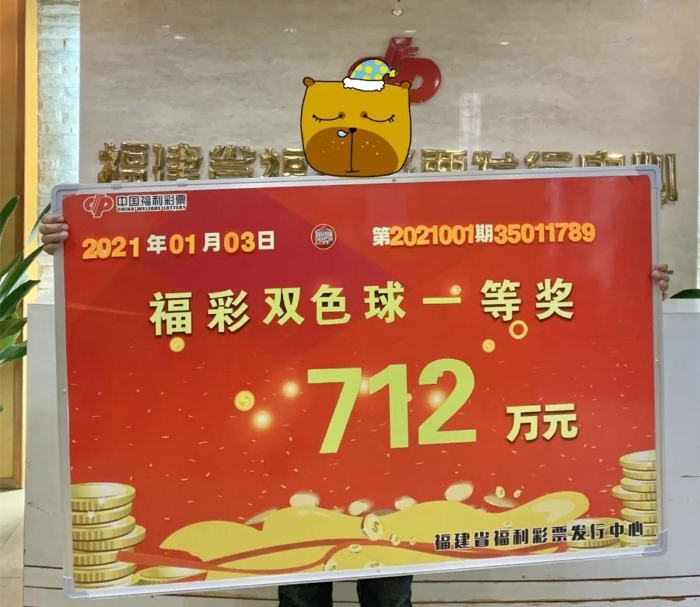 中国福利彩票
CHINA WELFARE LOTTERY
2021年01月03日
第2021001期35011789
福彩双色球一等奖
712万元
福建省福利彩票发行中心